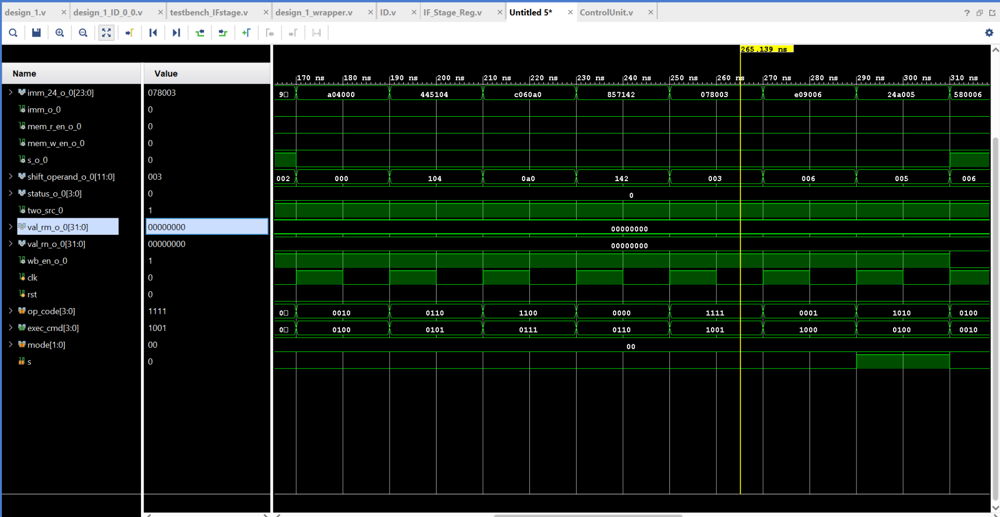 design_1.v × design_1_ID_0_0.v × testbench_IFstage.v × design_1_wrapper.v × ID.v × IF_Stage_Reg.v × Untitled 5* × ControlUnit.v × ?
265.139 ns
Name Value
170 ns 180 ns 190 ns 200 ns 210 ns 220 ns 230 ns 240 ns 250 ns 260 ns 270 ns 280 ns 290 ns 300 ns 310 ns
imm_24_o_0[23:0] 078003 9 a04000 445104 c060a0 857142 078003 e09006 24a005 580006
imm_o_0 0
mem_r_en_o_0 0
mem_w_en_o_0 0
s_o_0 0
shift_operand_o_0[11:0] 003 002 000 104 0a0 142 003 006 005 006
status_o_0[3:0] 0 0
two_src_0 1
val_rm_o_0[31:0] 00000000 00000000
val_rn_o_0[31:0] 00000000 00000000
wb_en_o_0 1
clk 0
rst 0
op_code[3:0] 1111 0 0010 0110 1100 0000 1111 0001 1010 0100
exec_cmd[3:0] 1001 0 0100 0101 0111 0110 1001 1000 0100 0010
mode[1:0] 00 00
s 0